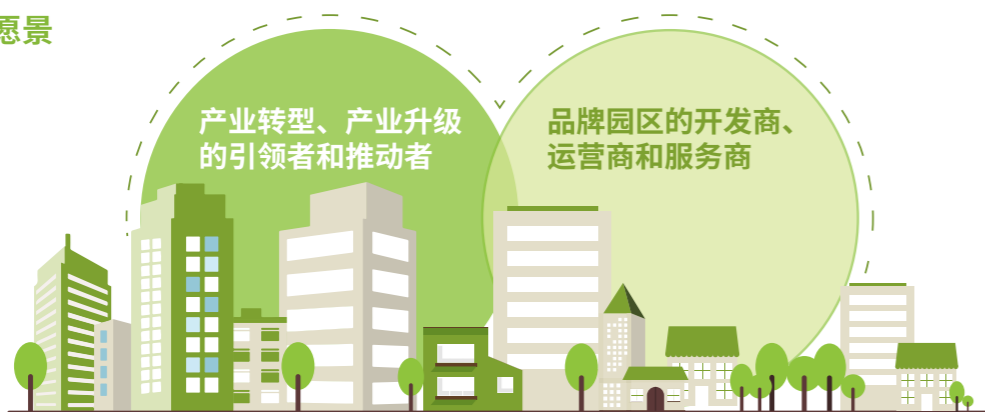 愿景
产业转型、产业升级
的引领者和推动者
品牌园区的开发商、
运营商和服务商